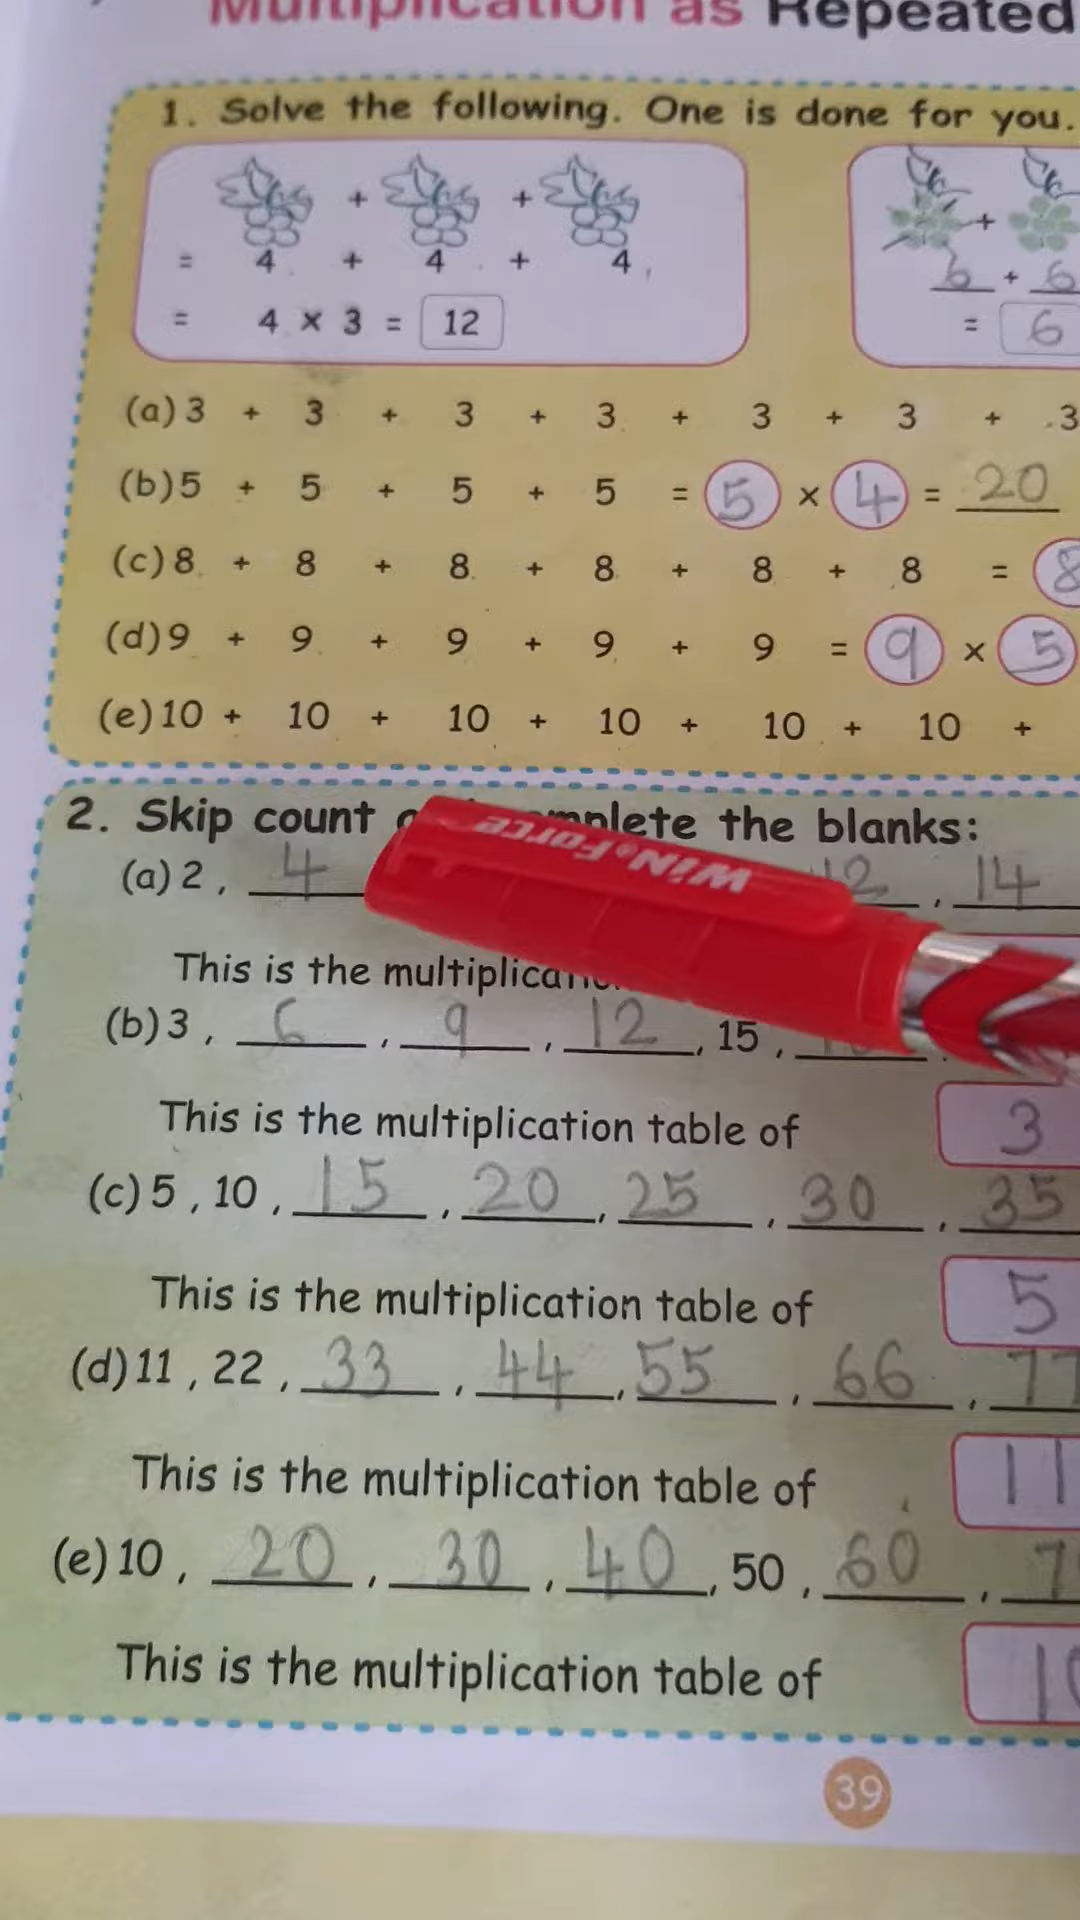 Multiplication as Repeated
1. Solve the following. One is done for you.
+ + +
= 4 + 4 + 4 6 + 6
= 4 × 3 = 12 = 6
(a) 3 + 3 + 3 + 3 + 3 + 3 + 3
(b) 5 + 5 + 5 + 5 = 5 × 4 = 20
(c) 8 + 8 + 8 + 8 + 8 + 8 = 8
(d) 9 + 9 + 9 + 9 + 9 = 9 × 5
(e) 10 + 10 + 10 + 10 + 10 + 10 +
2. Skip count the blanks:
WIN Force
(a) 2 , 4 12 , 14
This is the
(b) 3 , 6 , 9 , 12 , 15 ,
This is the multiplication table of 3
(c) 5 , 10 , 15 , 20 , 25 , 30 , 35
This is the multiplication table of 5
(d) 11 , 22 , 33 , 44 , 55 , 66 , 77
This is the multiplication table of 11
(e) 10 , 20 , 30 , 40 , 50 , 60 , 7
This is the multiplication table of 10
39